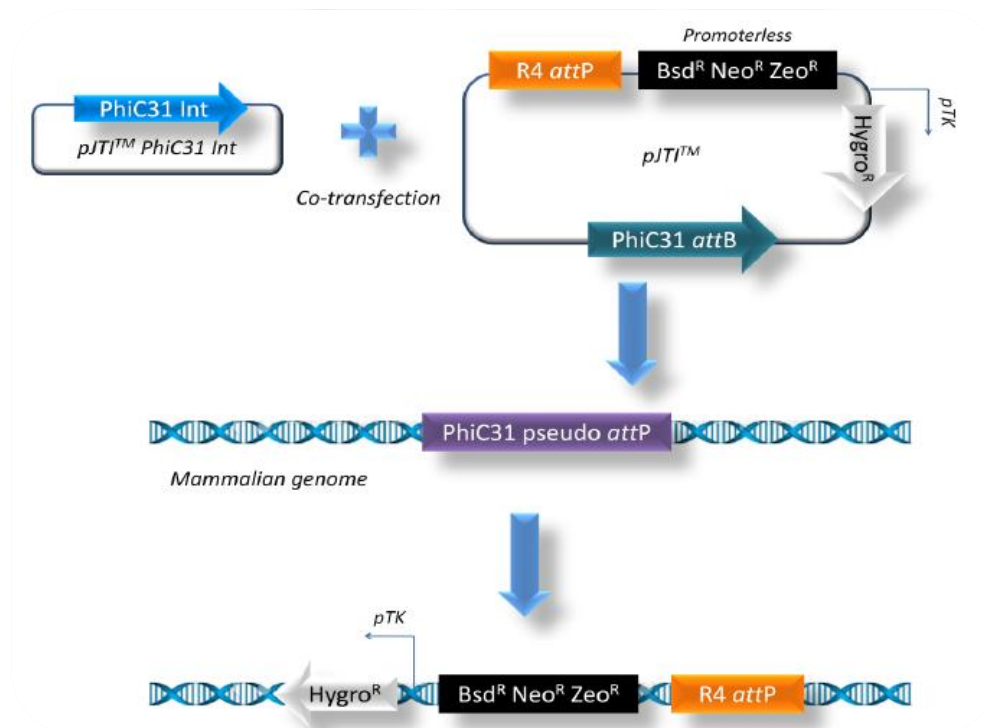 Promoterless
R4 attP
Bsdᴿ Neoᴿ Zeoᴿ
PhiC31 Int
pJTI™ PhiC31 Int
pTK
Hygroᴿ
pJTI™
Co-transfection
PhiC31 attB
PhiC31 pseudo attP
Mammalian genome
pTK
Hygroᴿ
Bsdᴿ Neoᴿ Zeoᴿ
R4 attP